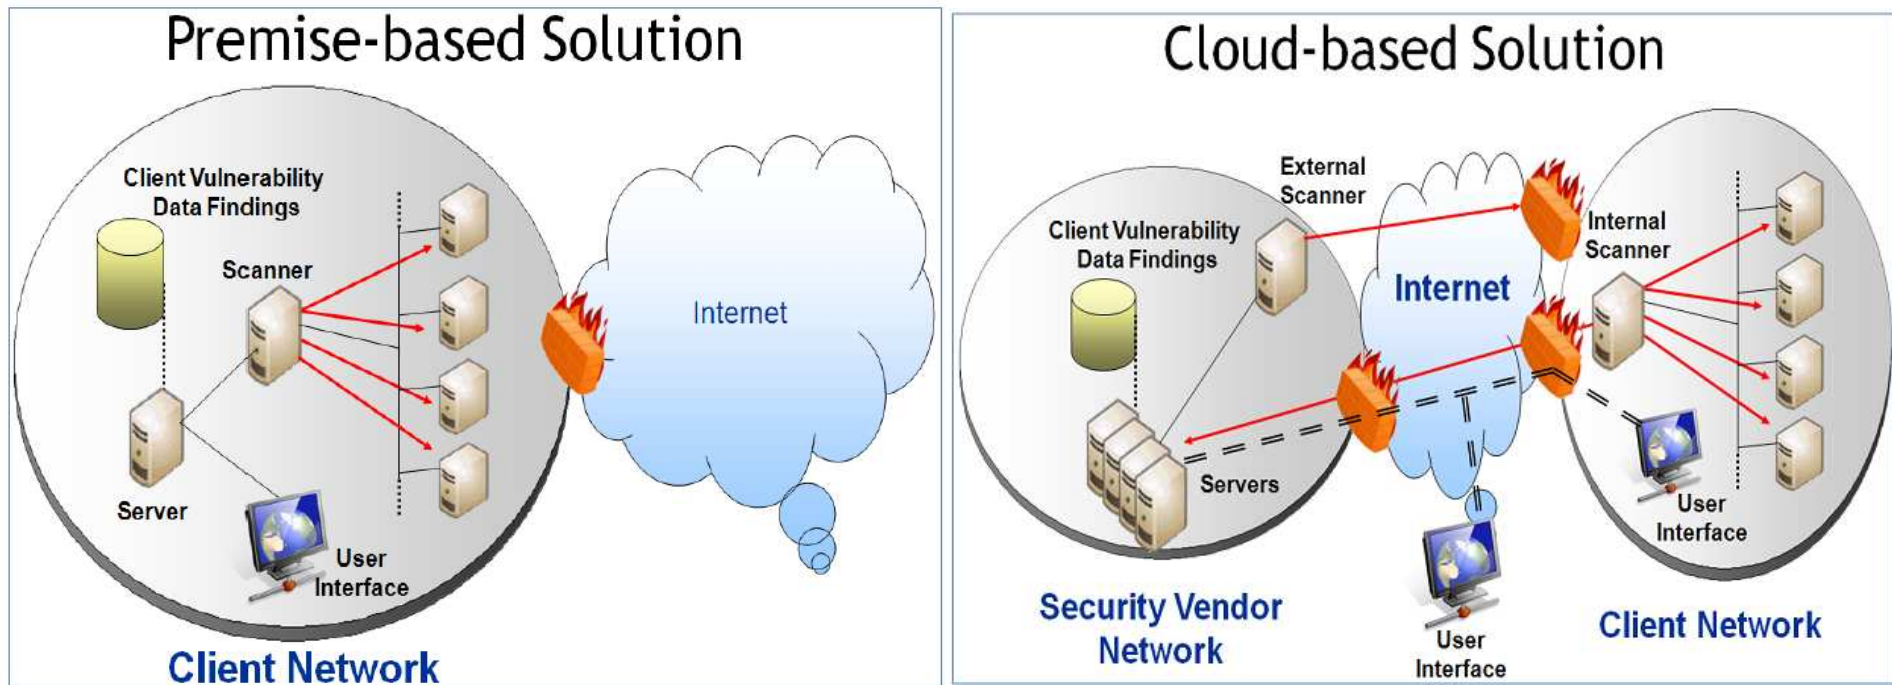 Premise-based Solution
Client Vulnerability
Data Findings
Scanner
Internet
Server
User
Interface
Client Network
Cloud-based Solution
External
Scanner
Client Vulnerability
Data Findings
Internal
Scanner
Internet
Servers
User
Interface
Security Vendor
Network
User
Interface
Client Network